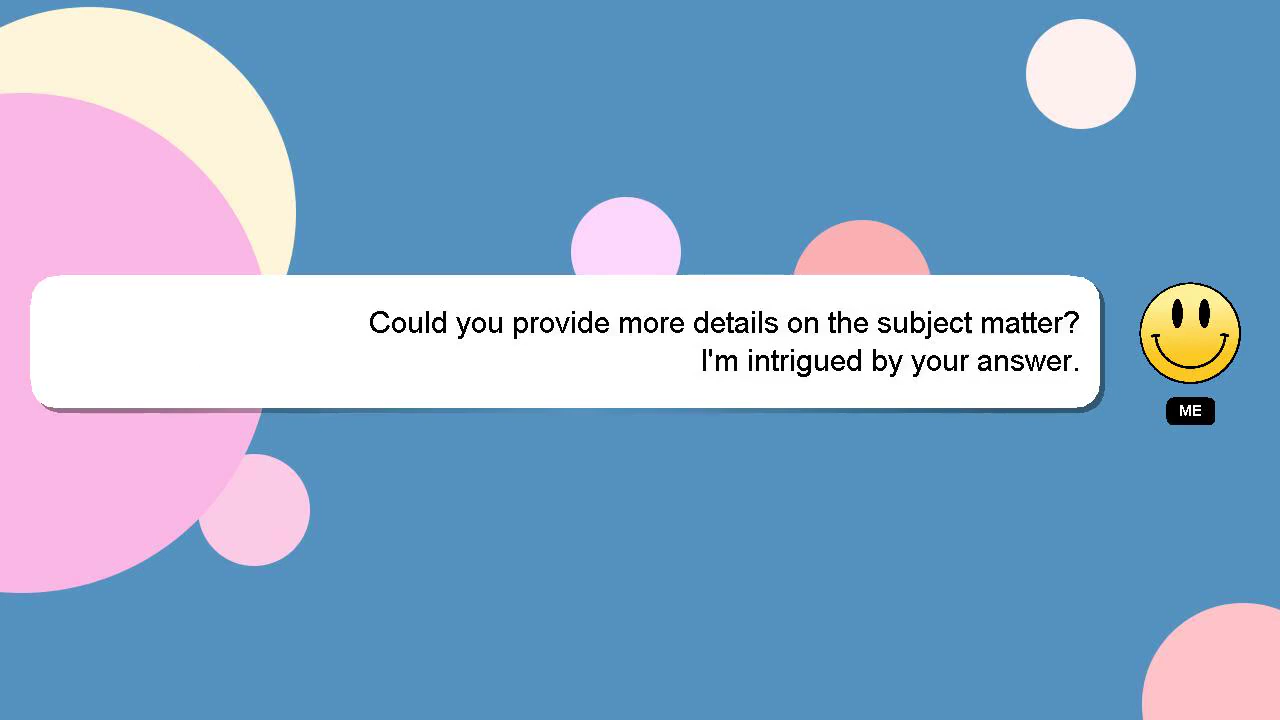 Could you provide more details on the subject matter?
I'm intrigued by your answer.
ME